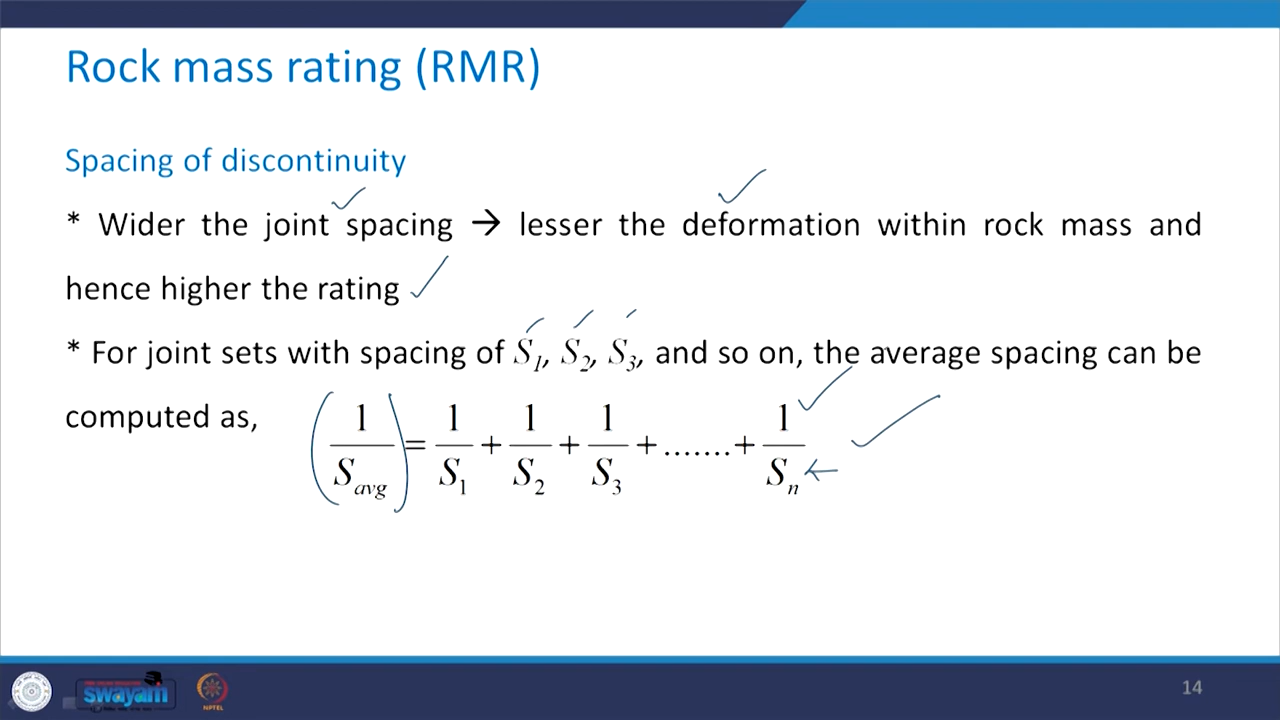 Rock mass rating (RMR)
Spacing of discontinuity
* Wider the joint spacing → lesser the deformation within rock mass and
hence higher the rating
* For joint sets with spacing of S₁, S₂, S₃, and so on, the average spacing can be
computed as,
(1/S_avg) = 1/S₁ + 1/S₂ + 1/S₃ + ....... + 1/Sₙ
swayam
NPTEL
14